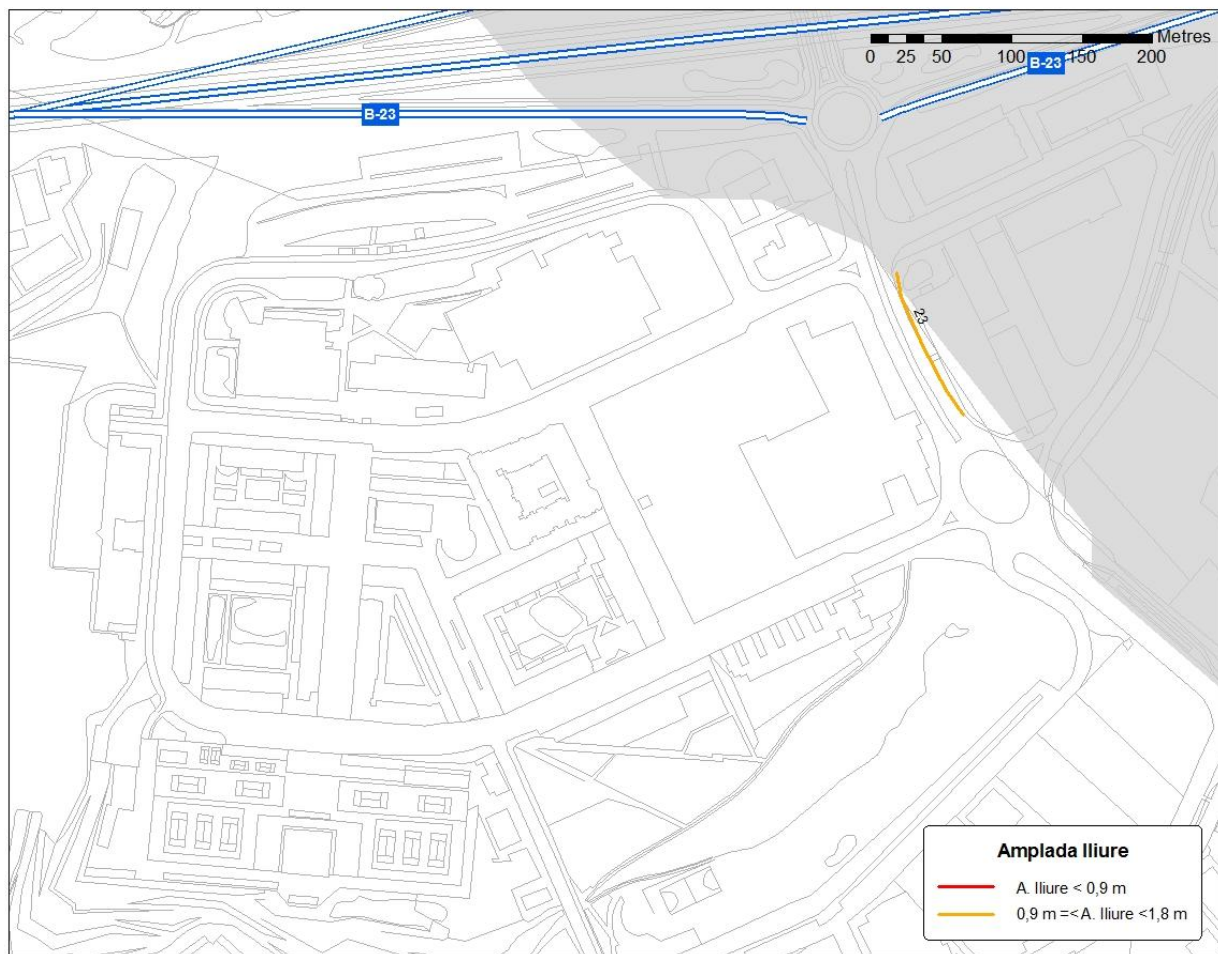 Metres
0 25 50 100 150 200
B-23
B-23
23
Amplada lliure
A. lliure < 0,9 m
0,9 m =<A. lliure <1,8 m